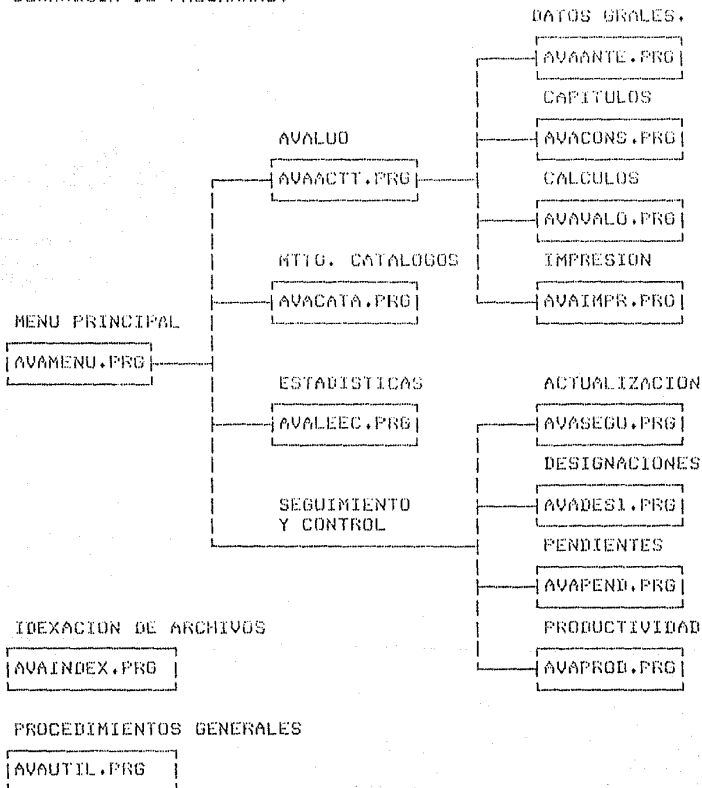 DATOS GRALES.
AVAANTE.PRG
CAPITULOS
AVALUO
AVACONS.PRG
AVAACTT.PRG
CALCULOS
AVAVALO.PRG
MTTO. CATALOGOS
IMPRESION
AVACATA.PRG
AVAIMPR.PRG
MENU PRINCIPAL
AVAMENU.PRG
ESTADISTICAS
ACTUALIZACION
AVALEEC.PRG
AVASEGU.PRG
DESIGNACIONES
SEGUIMIENTO
Y CONTROL
AVADES1.PRG
PENDIENTES
AVAPEND.PRG
IDEXACION DE ARCHIVOS
PRODUCTIVIDAD
AVAINDEX.PRG
AVAPROD.PRG
PROCEDIMIENTOS GENERALES
AVAUTIL.PRG